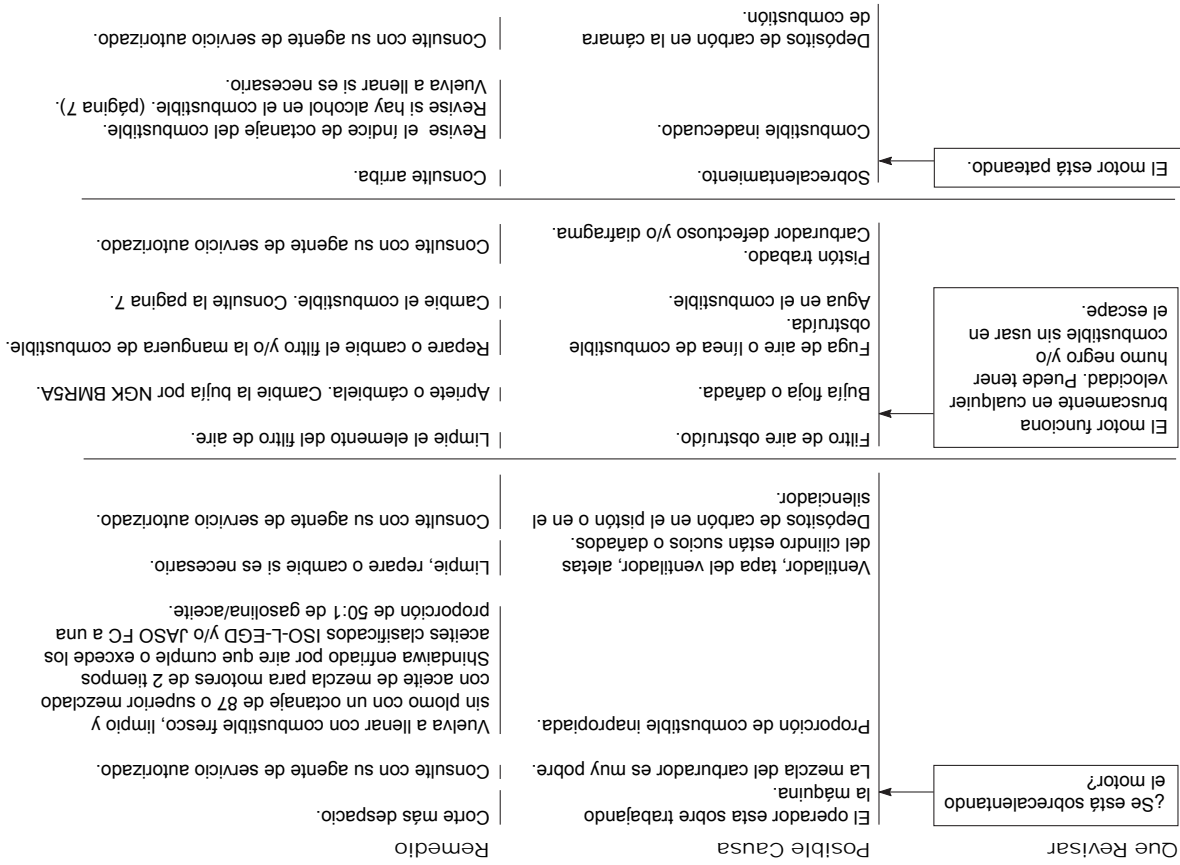 Que Revisar
Posible Causa
Remedio
¿Se está sobrecalentando
el motor?
El operador esta sobre trabajando
la máquina.
Corte más despacio.
La mezcla del carburador es muy pobre.
Consulte con su agente de servicio autorizado.
Proporción de combustible inapropiada.
Vuelva a llenar con combustible fresco, limpio y
sin plomo con un octanaje de 87 o superior mezclado
con aceite de mezcla para motores de 2 tiempos
Shindaiwa enfriado por aire que cumple o excede los
aceites clasificados ISO-L-EGD y/o JASO FC a una
proporción de 50:1 de gasolina/aceite.
Ventilador, tapa del ventilador, aletas
del cilindro están sucios o dañados.
Limpie, repare o cambie si es necesario.
Depósitos de carbón en el pistón o en el
silenciador.
Consulte con su agente de servicio autorizado.
El motor funciona
bruscamente en cualquier
velocidad. Puede tener
humo negro y/o
combustible sin usar en
el escape.
Filtro de aire obstruído.
Limpie el elemento del filtro de aire.
Bujía floja o dañada.
Apriete o cámbiela. Cambie la bujía por NGK BMR5A.
Fuga de aire o línea de combustible
obstruída.
Repare o cambie el filtro y/o la manguera de combustible.
Agua en el combustible.
Cambie el combustible. Consulte la pagina 7.
Pistón trabado.
Carburador defectuoso y/o diafragma.
Consulte con su agente de servicio autorizado.
El motor está pateando.
Sobrecalentamiento.
Consulte arriba.
Combustible inadecuado.
Revise el índice de octanaje del combustible.
Revise si hay alcohol en el combustible. (página 7).
Vuelva a llenar si es necesario.
Depósitos de carbón en la cámara
de combustión.
Consulte con su agente de servicio autorizado.